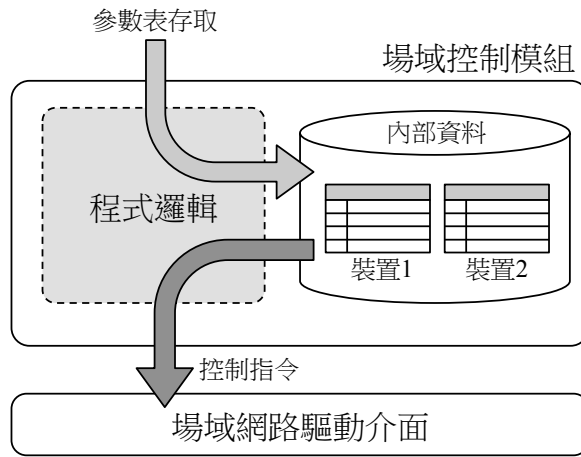 參數表存取
場域控制模組
內部資料
程式邏輯
裝置1
裝置2
控制指令
場域網路驅動介面